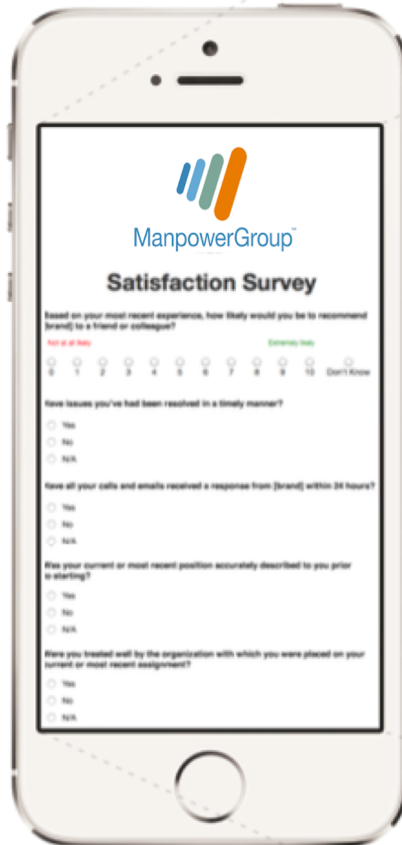 ManpowerGroup™
Satisfaction Survey
Based on your most recent experience, how likely would you be to recommend
[brand] to a friend or colleague?
Not at all likely Extremely likely
0 1 2 3 4 5 6 7 8 9 10 Don't Know
Have issues you've had been resolved in a timely manner?
Yes
No
N/A
Have all your calls and emails received a response from [brand] within 24 hours?
Yes
No
N/A
Was your current or most recent position accurately described to you prior
to starting?
Yes
No
N/A
Were you treated well by the organization with which you were placed on your
current or most recent assignment?
Yes
No
N/A